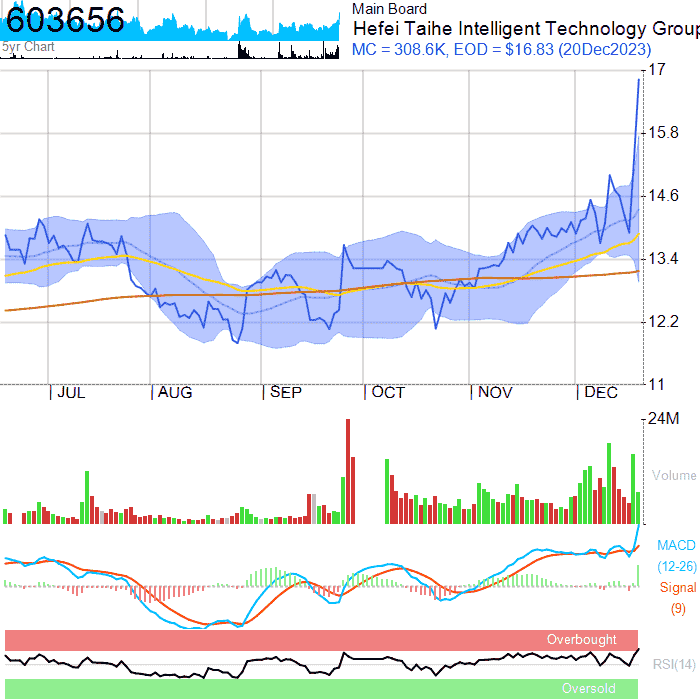 603656
5yr Chart
Main Board
Hefei Taihe Intelligent Technology Group
MC = 308.6K, EOD = $16.83 (20Dec2023)
17
15.8
14.6
13.4
12.2
11
JUL AUG SEP OCT NOV DEC
24M
Volume
MACD
(12-26)
Signal
(9)
Overbought
RSI(14)
Oversold